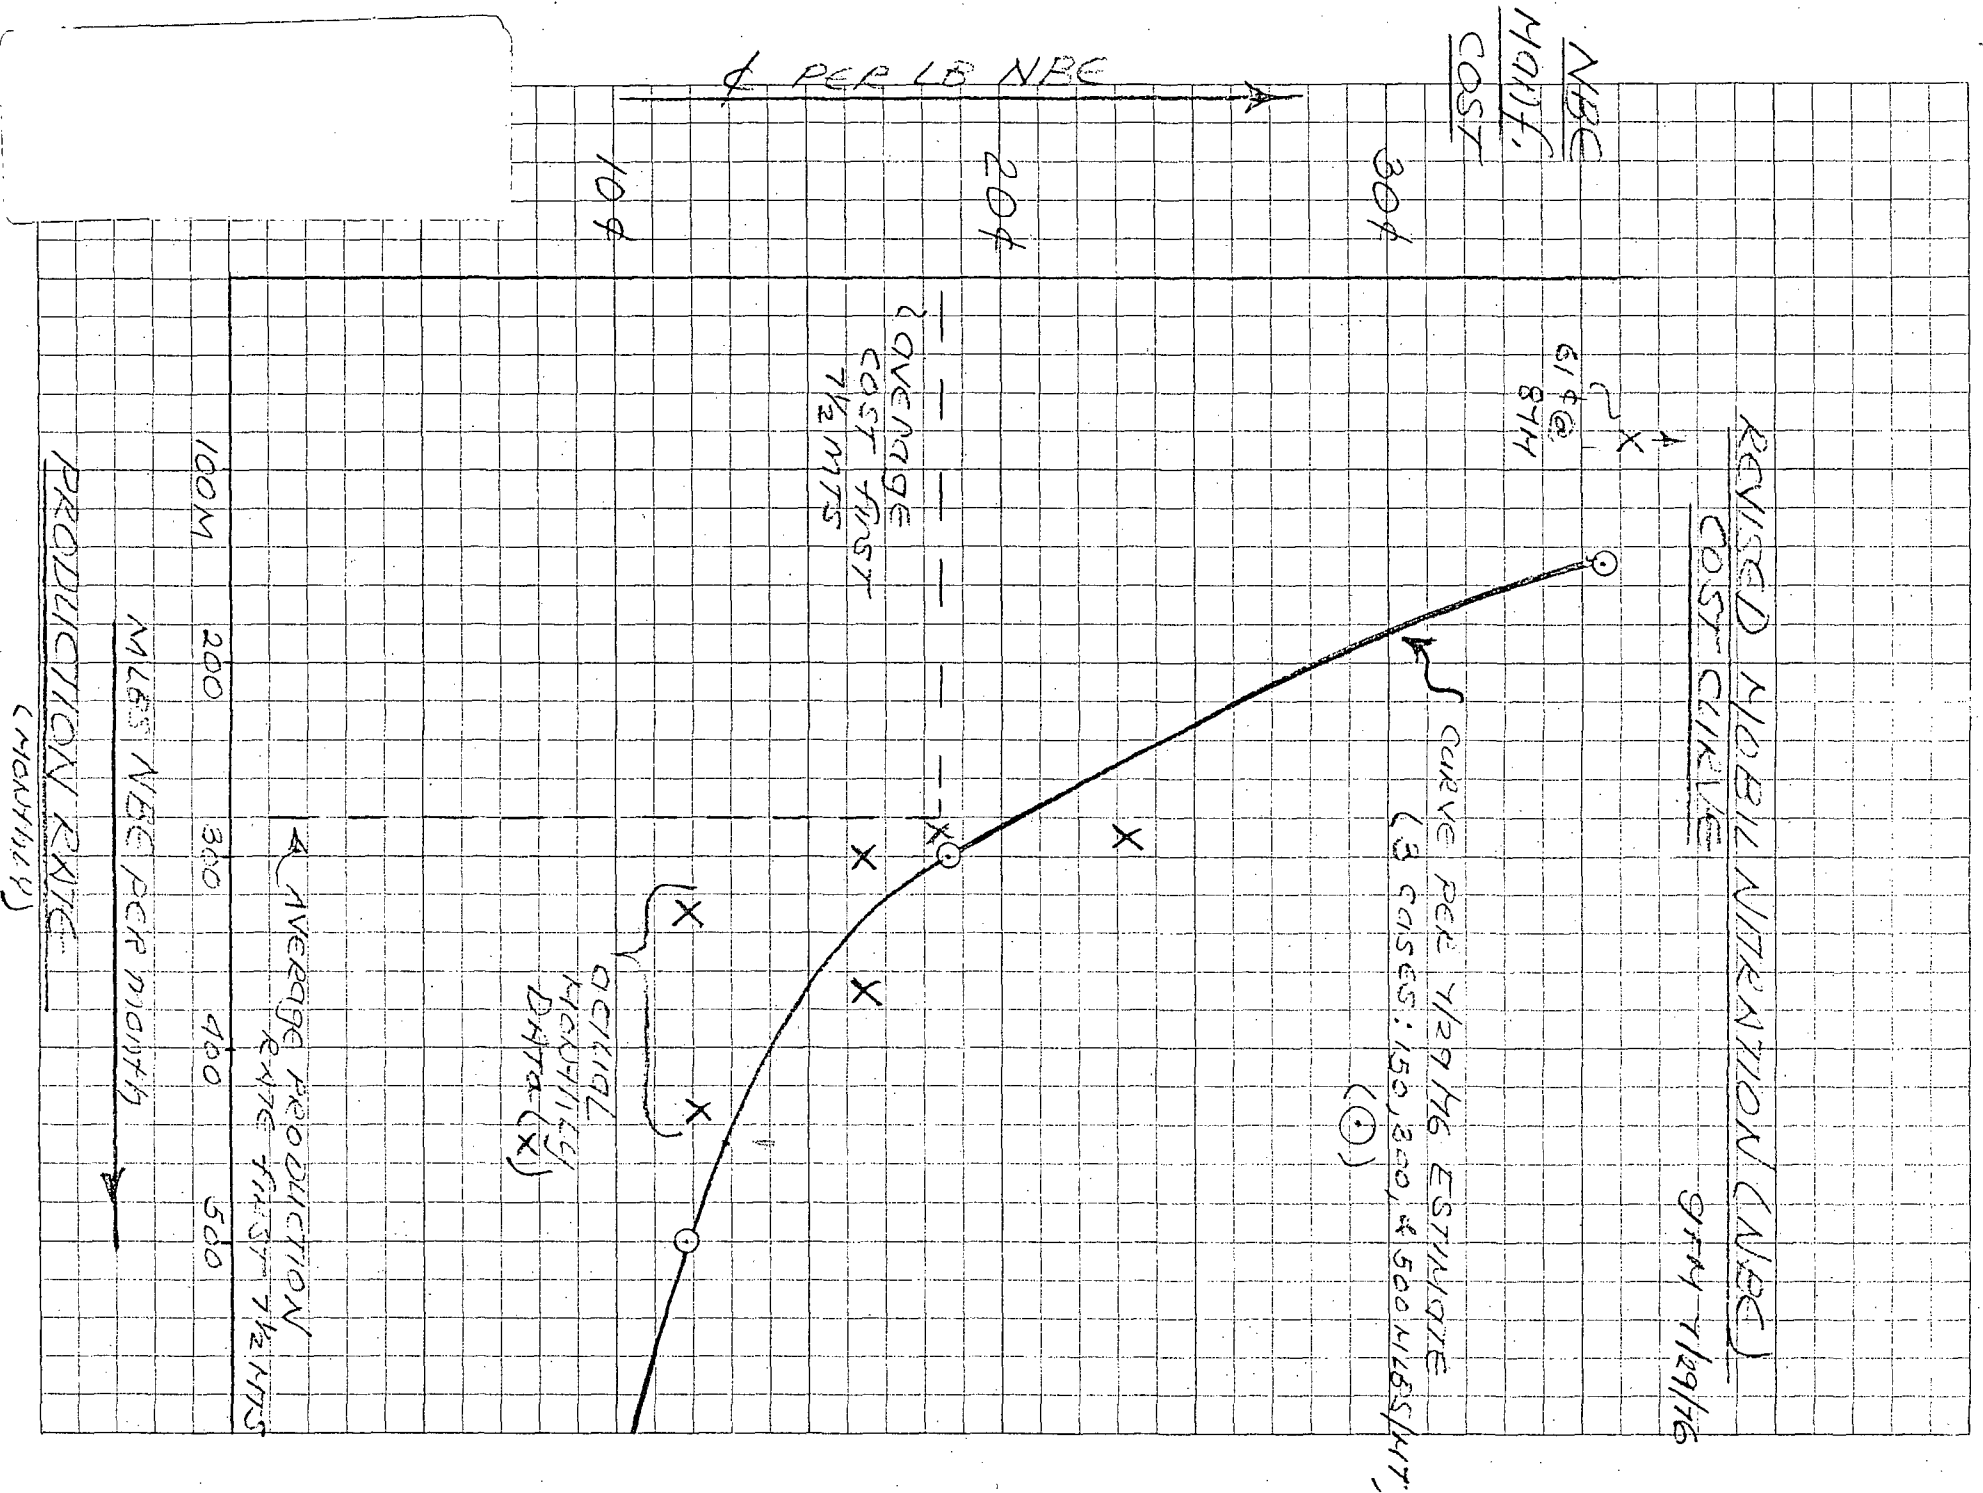 REVISED MOBIL NITRATION (NBC)
COST CURVE
7/29/76
NBC
Manf.
COST
¢ PER LB NBC
30¢
20¢
10¢
61¢@
84M
CURVE PER 7/29/76 ESTIMATE
(3 CASES: 150, 300, & 500 MLBS/MT)
(⊙)
AVERAGE
COST FIRST
7½ MTS
ACTUAL
MONTHLY
DATA (X)
AVERAGE PRODUCTION
RATE FIRST 7½ MTS
100M 200 300 400 500
MLBS NBC PER MONTH
PRODUCTION RATE
(MONTHLY)